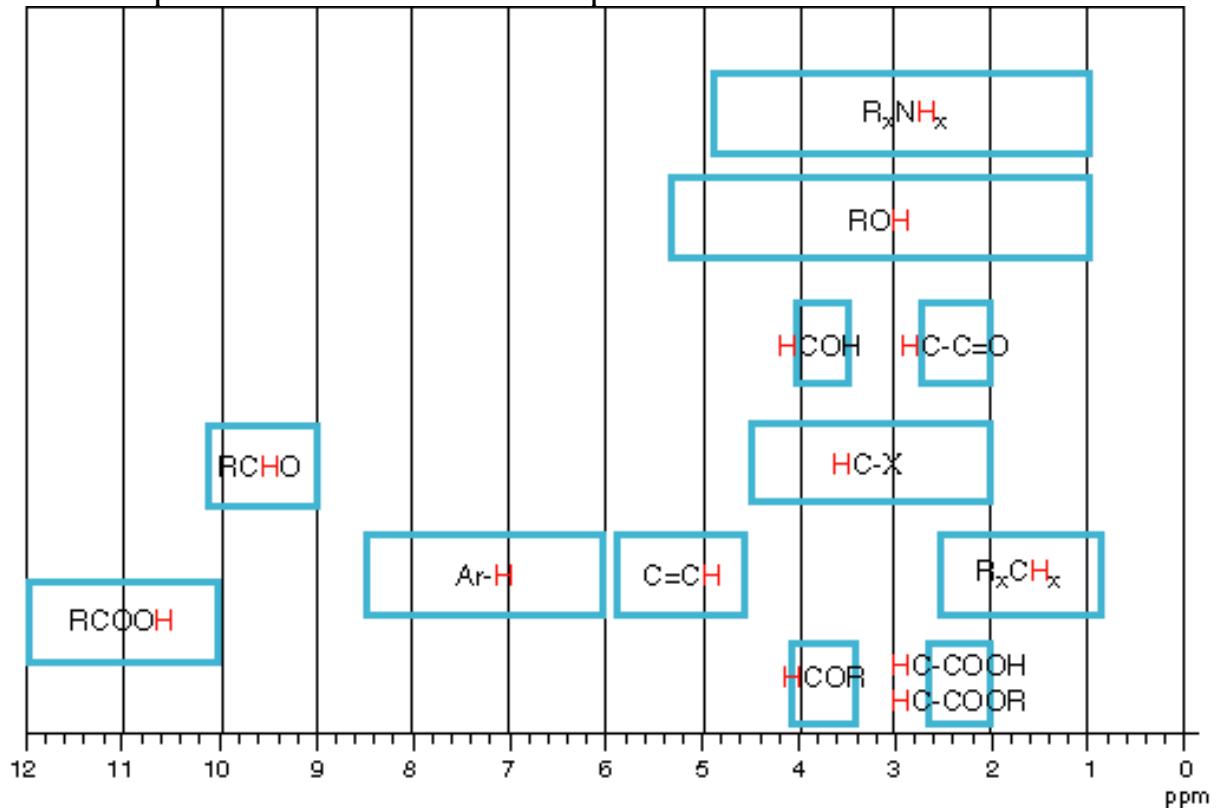 RxNHx
ROH
HCOH
HC-C=O
RCHO
HC-X
Ar-H
C=CH
RxCHx
RCOOH
HCOR
HC-COOH
HC-COOR
12 11 10 9 8 7 6 5 4 3 2 1 0
ppm